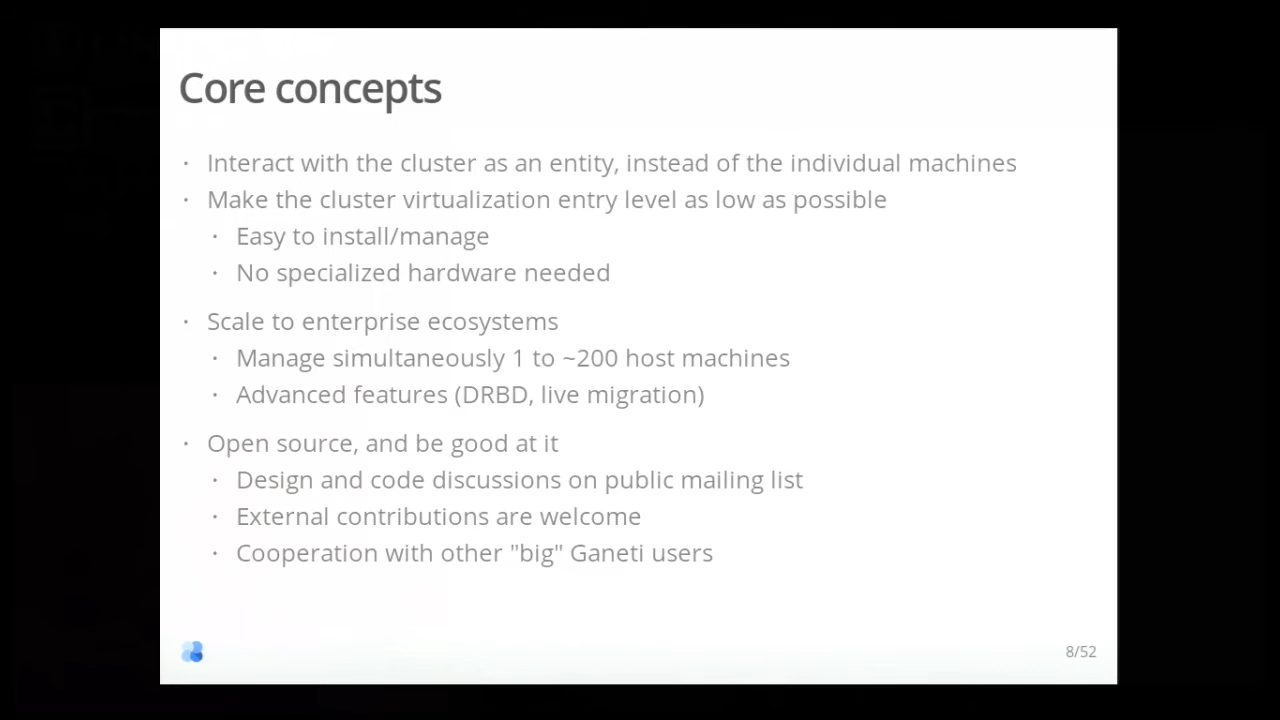 Core concepts
· Interact with the cluster as an entity, instead of the individual machines
· Make the cluster virtualization entry level as low as possible
· Easy to install/manage
· No specialized hardware needed
· Scale to enterprise ecosystems
· Manage simultaneously 1 to ~200 host machines
· Advanced features (DRBD, live migration)
· Open source, and be good at it
· Design and code discussions on public mailing list
· External contributions are welcome
· Cooperation with other "big" Ganeti users
8/52